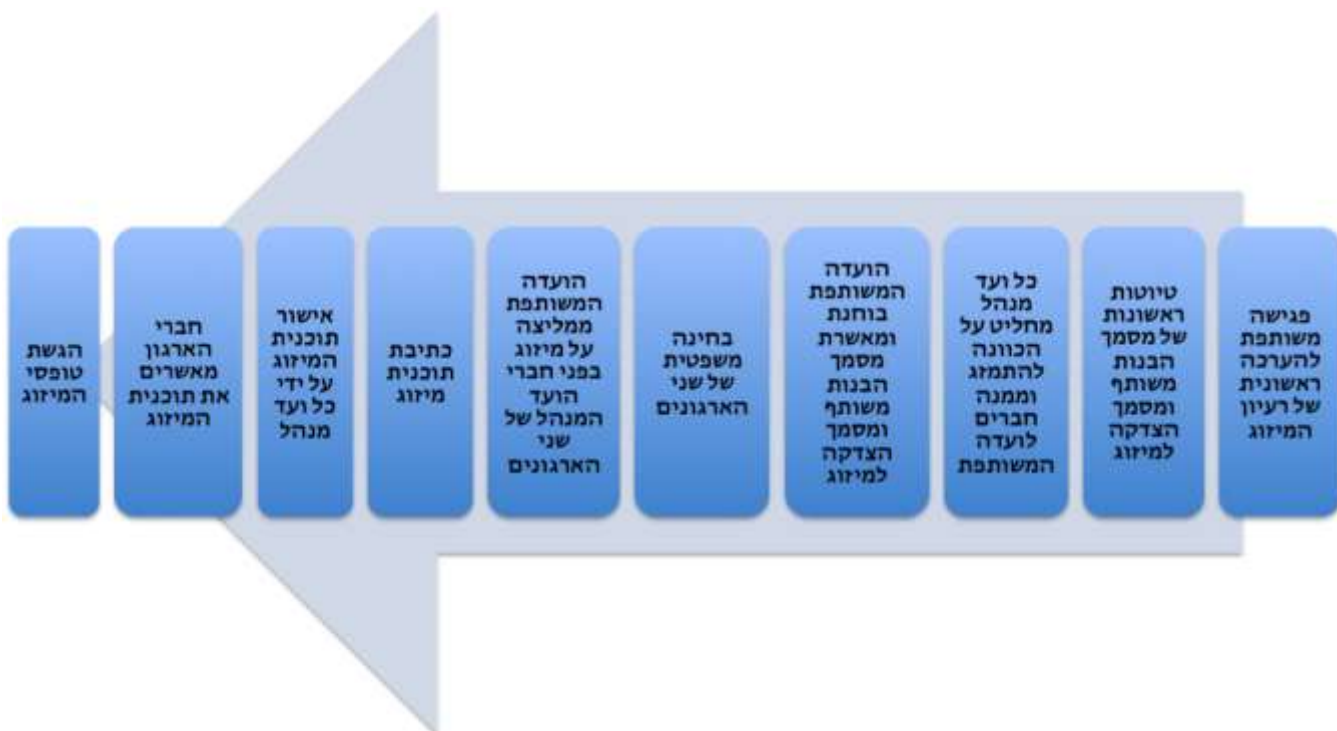 פגישה
משותפת
להערכה
ראשונית
של רעיון
המיזוג
טיוטות
ראשונות
של מסמך
הבנות
משותף
ומסמך
הצדקה
למיזוג
כל ועד
מנהל
מחליט על
הכוונה
להתמזג
וממנה
חברים
לועדה
המשותפת
הועדה
המשותפת
בוחנת
ומאשרת
מסמך
הבנות
משותף
ומסמך
הצדקה
למיזוג
בחינה
משפטית
של שני
הארגונים
הועדה
המשותפת
ממליצה
על מיזוג
בפני חברי
הועד
המנהל של
שני
הארגונים
כתיבת
תוכנית
מיזוג
אישור
תוכנית
המיזוג
על ידי
כל ועד
מנהל
חברי
הארגון
מאשרים
את תוכנית
המיזוג
הגשת
טופסי
המיזוג